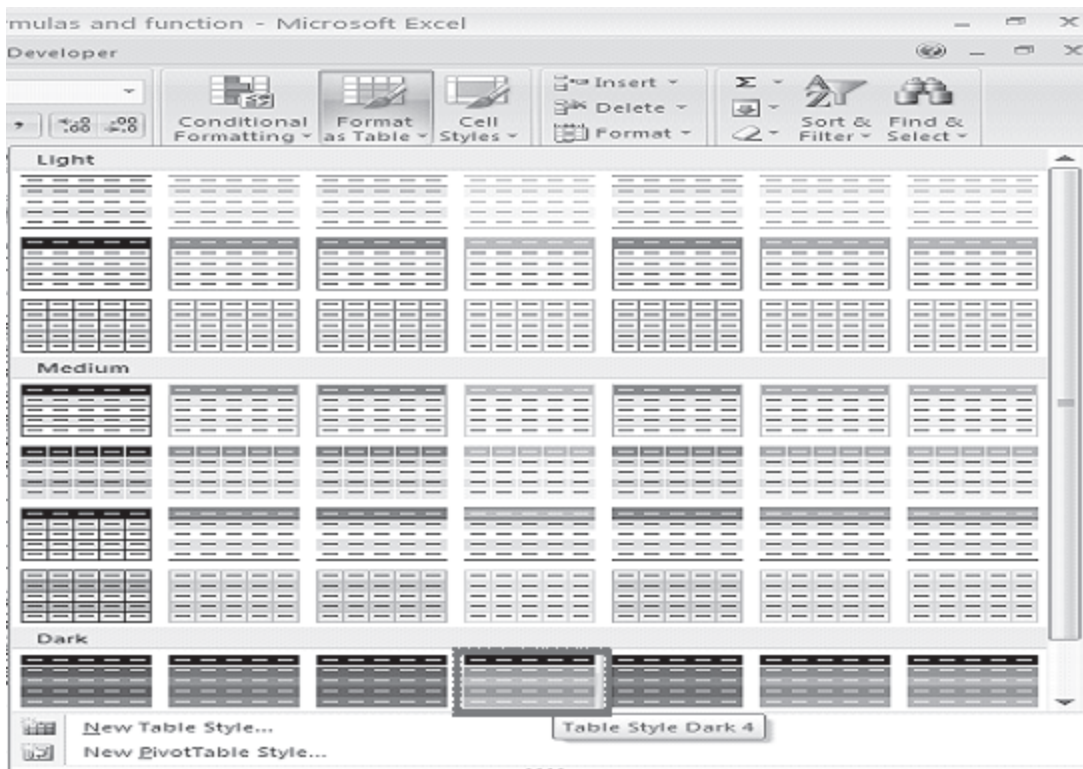 mulas and function - Microsoft Excel
Developer
Conditional Formatting
Format as Table
Cell Styles
Insert
Delete
Format
Σ
Sort & Filter
Find & Select
Light
Medium
Dark
Table Style Dark 4
New Table Style...
New PivotTable Style...